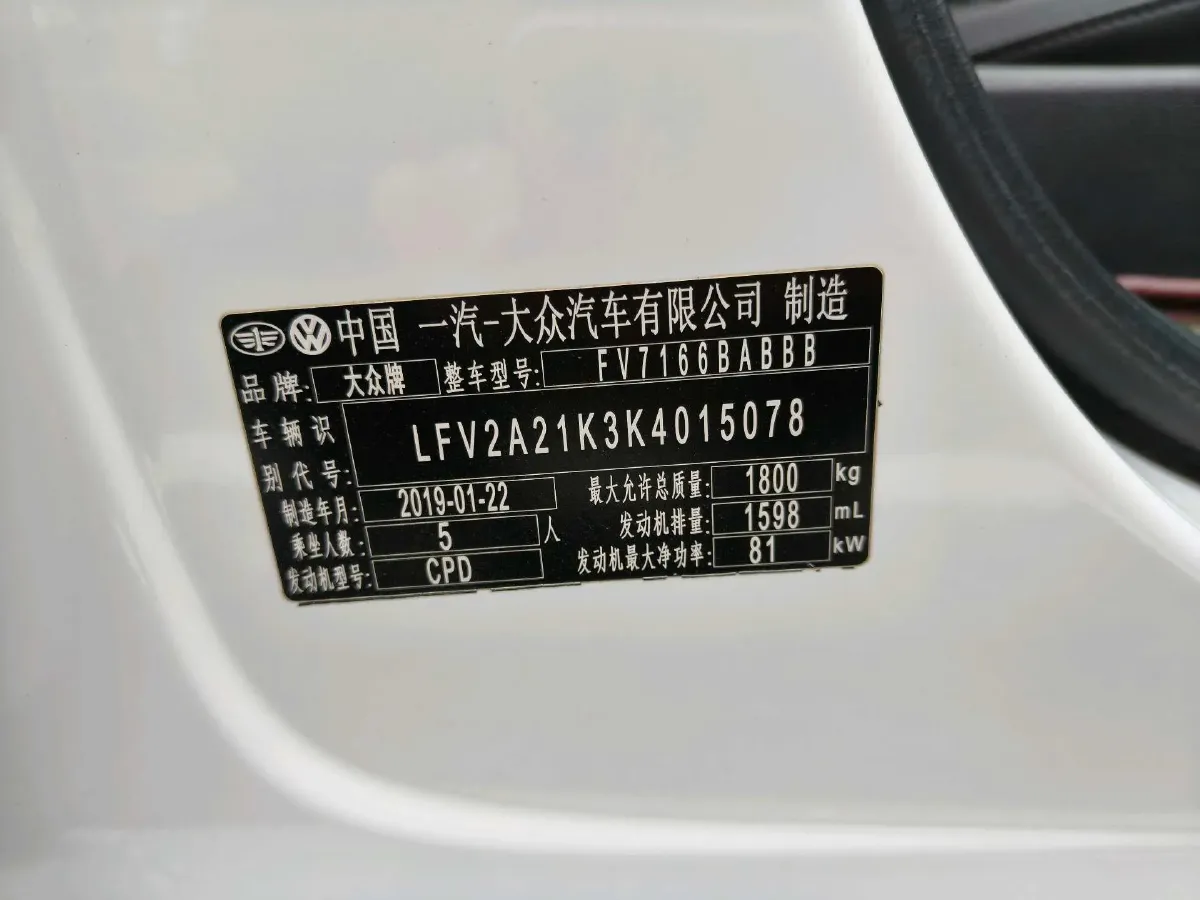 中国 一汽-大众汽车有限公司 制造
品牌: 大众牌 整车型号: FV7166BABBB
车辆识别代号: LFV2A21K3K4015078
制造年月: 2019-01-22 最大允许总质量: 1800 kg
乘坐人数: 5 人 发动机排量: 1598 mL
发动机型号: CPD 发动机最大净功率: 81 kW